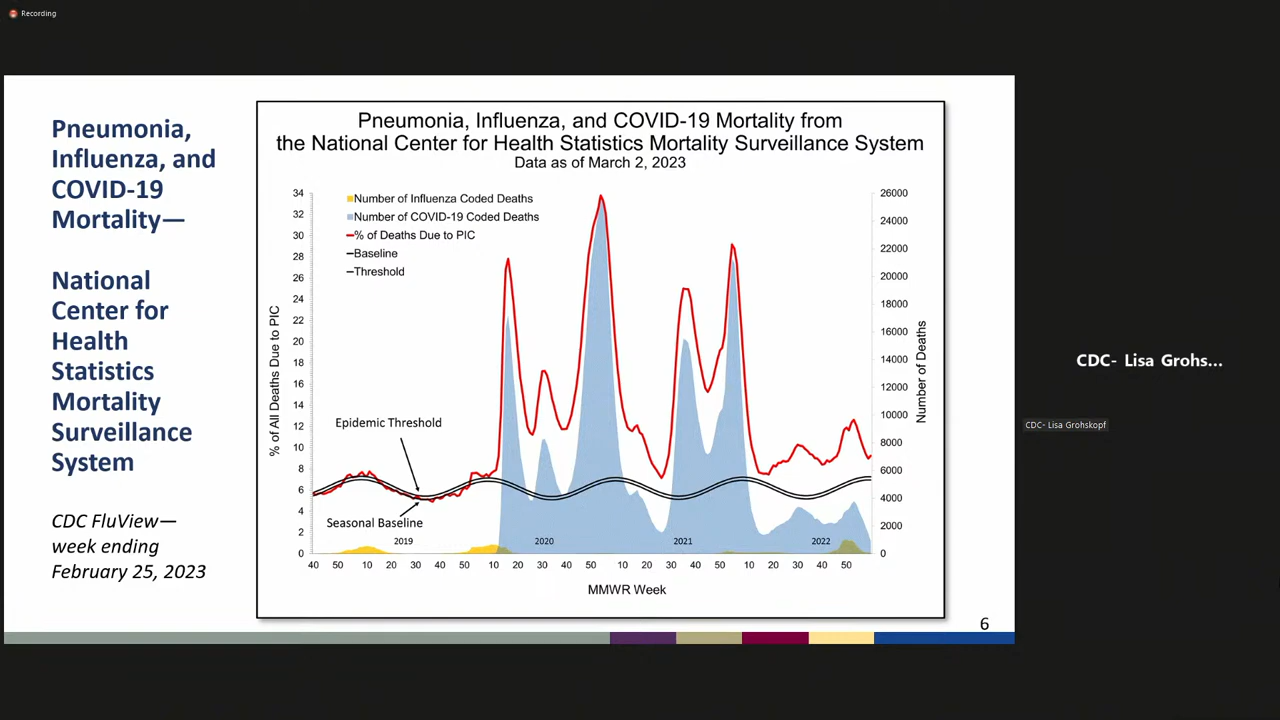 Recording
Pneumonia,
Influenza, and
COVID-19
Mortality—
National
Center for
Health
Statistics
Mortality
Surveillance
System
CDC FluView—
week ending
February 25, 2023
Pneumonia, Influenza, and COVID-19 Mortality from
the National Center for Health Statistics Mortality Surveillance System
Data as of March 2, 2023
Number of Influenza Coded Deaths
Number of COVID-19 Coded Deaths
% of Deaths Due to PIC
Baseline
Threshold
% of All Deaths Due to PIC
34
32
30
28
26
24
22
20
18
16
14
12
10
8
6
4
2
0
Epidemic Threshold
Seasonal Baseline
2019 2020 2021 2022
26000
24000
22000
20000
18000
16000
14000
12000
10000
8000
6000
4000
2000
0
Number of Deaths
40 50 10 20 30 40 50 10 20 30 40 50 10 20 30 40 50 10 20 30 40 50
MMWR Week
6
CDC- Lisa Grohs...
CDC- Lisa Grohskopf